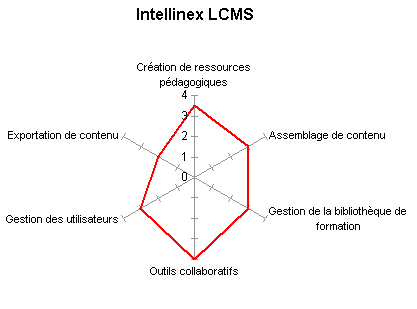 Intellinex LCMS
Création de ressources
pédagogiques
4
3
2
1
0
Exportation de contenu
Assemblage de contenu
Gestion des utilisateurs
Gestion de la bibliothèque de
formation
Outils collaboratifs